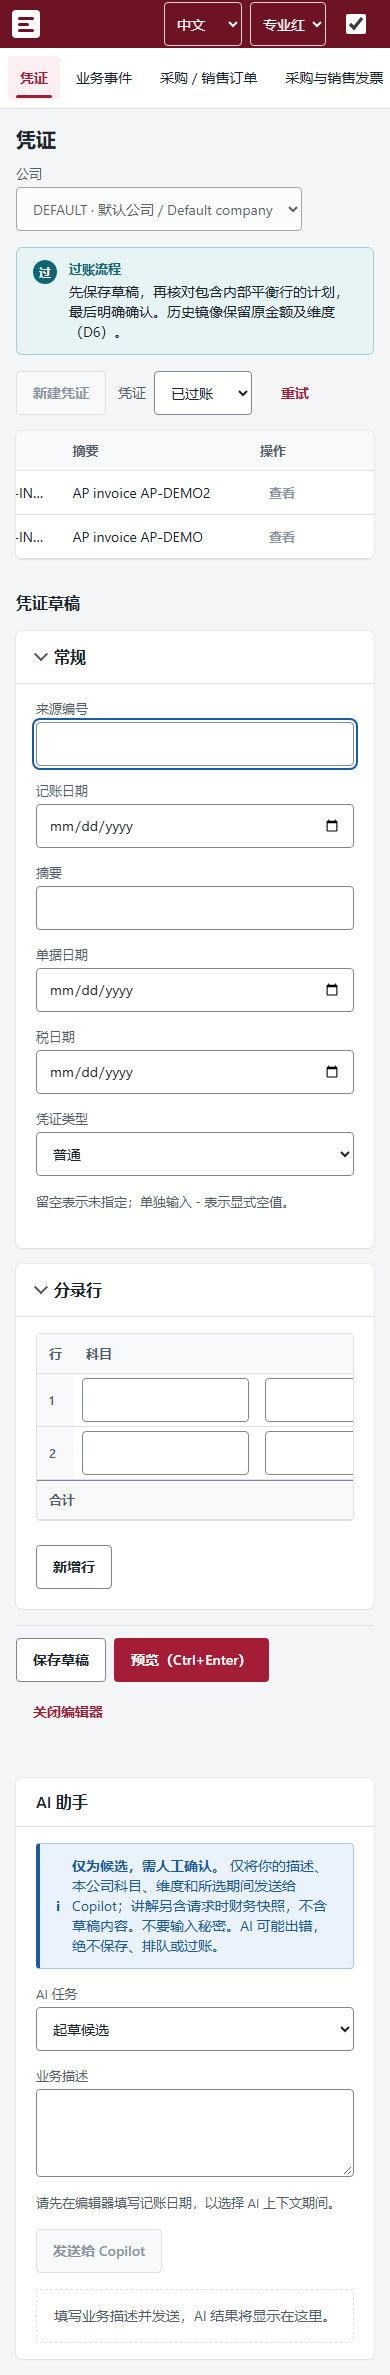 中文
专业红
凭证
业务事件
采购 / 销售订单
采购与销售发票
凭证
公司
DEFAULT · 默认公司 / Default company
过
过账流程
先保存草稿，再核对包含内部平衡行的计划，
最后明确确认。历史镜像保留原金额及维度
（D6）。
新建凭证
凭证
已过账
重试
摘要
操作
-IN...
AP invoice AP-DEMO2
查看
-IN...
AP invoice AP-DEMO
查看
凭证草稿
常规
来源编号
记账日期
mm/dd/yyyy
摘要
单据日期
mm/dd/yyyy
税日期
mm/dd/yyyy
凭证类型
普通
留空表示未指定；单独输入 - 表示显式空值。
分录行
行
科目
1
2
合计
新增行
保存草稿
预览（Ctrl+Enter）
关闭编辑器
AI 助手
i
仅为候选，需人工确认。 仅将你的描述、
本公司科目、维度和所选期间发送给
Copilot；讲解另含请求时财务快照，不含
草稿内容。不要输入秘密。AI 可能出错，
绝不保存、排队或过账。
AI 任务
起草候选
业务描述
请先在编辑器填写记账日期，以选择 AI 上下文期间。
发送给 Copilot
填写业务描述并发送，AI 结果将显示在这里。